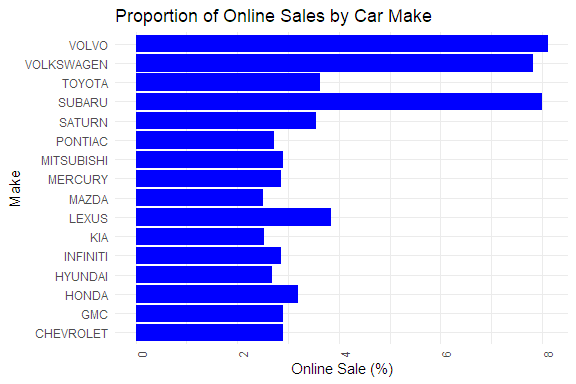 Proportion of Online Sales by Car Make
VOLVO
VOLKSWAGEN
TOYOTA
SUBARU
SATURN
PONTIAC
MITSUBISHI
MERCURY
MAZDA
LEXUS
KIA
INFINITI
HYUNDAI
HONDA
GMC
CHEVROLET
Make
0 2 4 6 8
Online Sale (%)